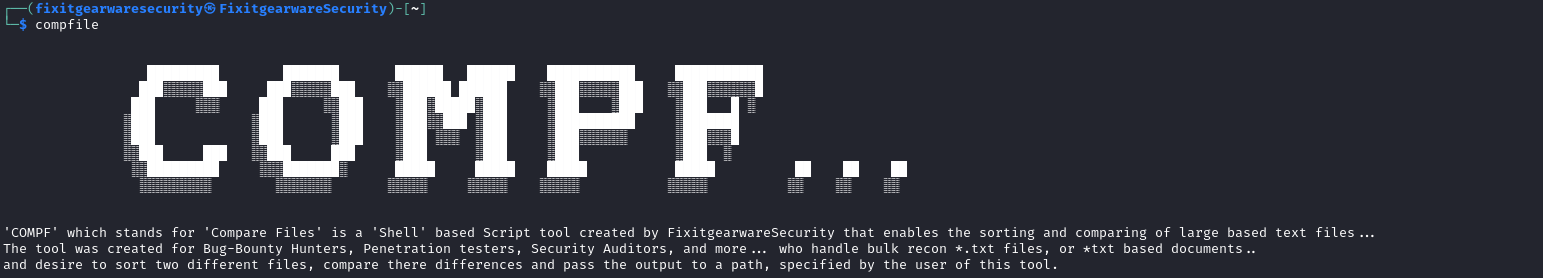 ┌──(fixitgearwaresecurity㉿FixitgearwareSecurity)-[~]
└─$ compfile
COMPF...
'COMPF' which stands for 'Compare Files' is a 'Shell' based Script tool created by FixitgearwareSecurity that enables the sorting and comparing of large based text files...
The tool was created for Bug-Bounty Hunters, Penetration testers, Security Auditors, and more... who handle bulk recon *.txt files, or *txt based documents..
and desire to sort two different files, compare there differences and pass the output to a path, specified by the user of this tool.